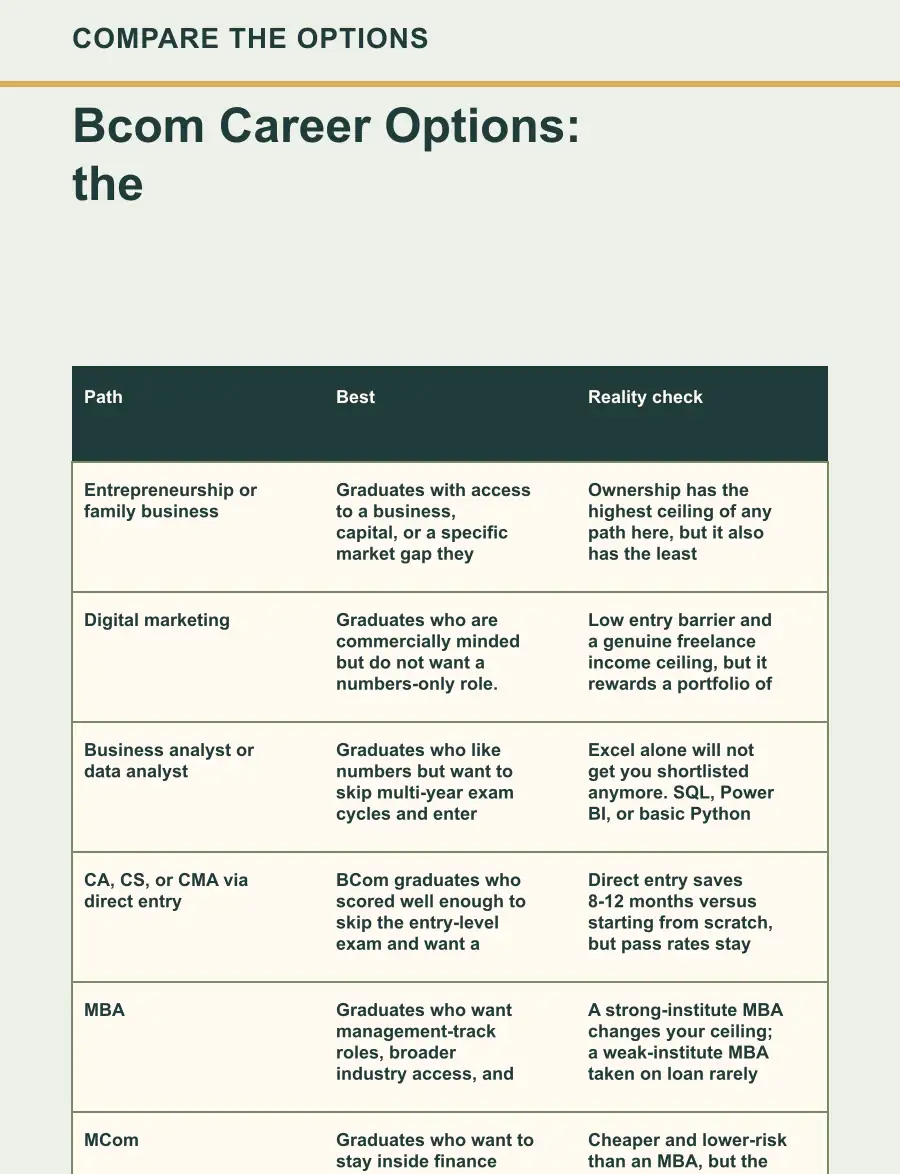 COMPARE THE OPTIONS
Bcom Career Options:
the
Path
Best
Reality check
Entrepreneurship or
family business
Graduates with access
to a business,
capital, or a specific
market gap they
Ownership has the
highest ceiling of any
path here, but it also
has the least
Digital marketing
Graduates who are
commercially minded
but do not want a
numbers-only role.
Low entry barrier and
a genuine freelance
income ceiling, but it
rewards a portfolio of
Business analyst or
data analyst
Graduates who like
numbers but want to
skip multi-year exam
cycles and enter
Excel alone will not
get you shortlisted
anymore. SQL, Power
BI, or basic Python
CA, CS, or CMA via
direct entry
BCom graduates who
scored well enough to
skip the entry-level
exam and want a
Direct entry saves
8-12 months versus
starting from scratch,
but pass rates stay
MBA
Graduates who want
management-track
roles, broader
industry access, and
A strong-institute MBA
changes your ceiling;
a weak-institute MBA
taken on loan rarely
MCom
Graduates who want to
stay inside finance
Cheaper and lower-risk
than an MBA, but the